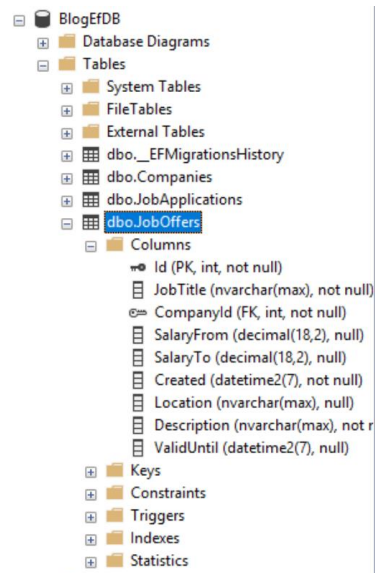 BlogEfDB
Database Diagrams
Tables
System Tables
FileTables
External Tables
dbo.__EFMigrationsHistory
dbo.Companies
dbo.JobApplications
dbo.JobOffers
Columns
Id (PK, int, not null)
JobTitle (nvarchar(max), not null)
CompanyId (FK, int, not null)
SalaryFrom (decimal(18,2), null)
SalaryTo (decimal(18,2), null)
Created (datetime2(7), not null)
Location (nvarchar(max), null)
Description (nvarchar(max), not r
ValidUntil (datetime2(7), null)
Keys
Constraints
Triggers
Indexes
Statistics